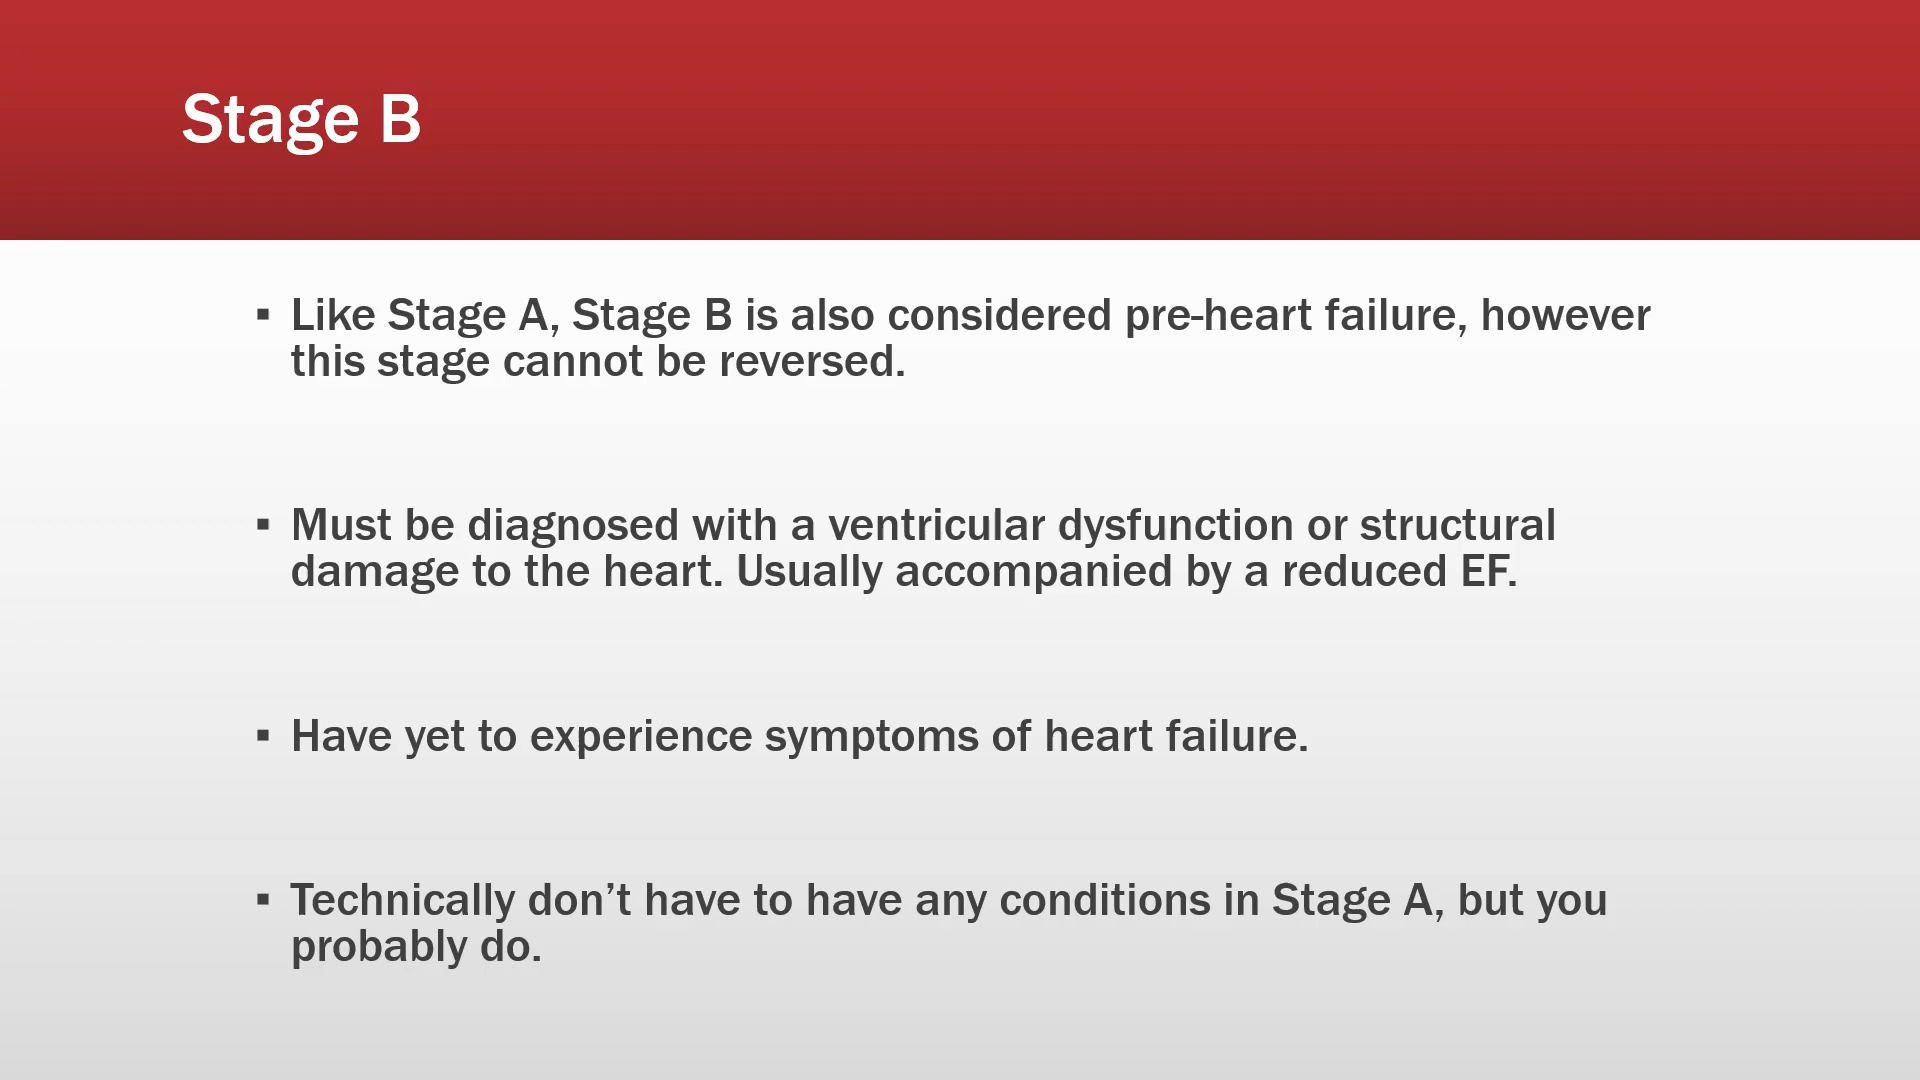 Stage B
▪ Like Stage A, Stage B is also considered pre-heart failure, however
this stage cannot be reversed.
▪ Must be diagnosed with a ventricular dysfunction or structural
damage to the heart. Usually accompanied by a reduced EF.
▪ Have yet to experience symptoms of heart failure.
▪ Technically don’t have to have any conditions in Stage A, but you
probably do.